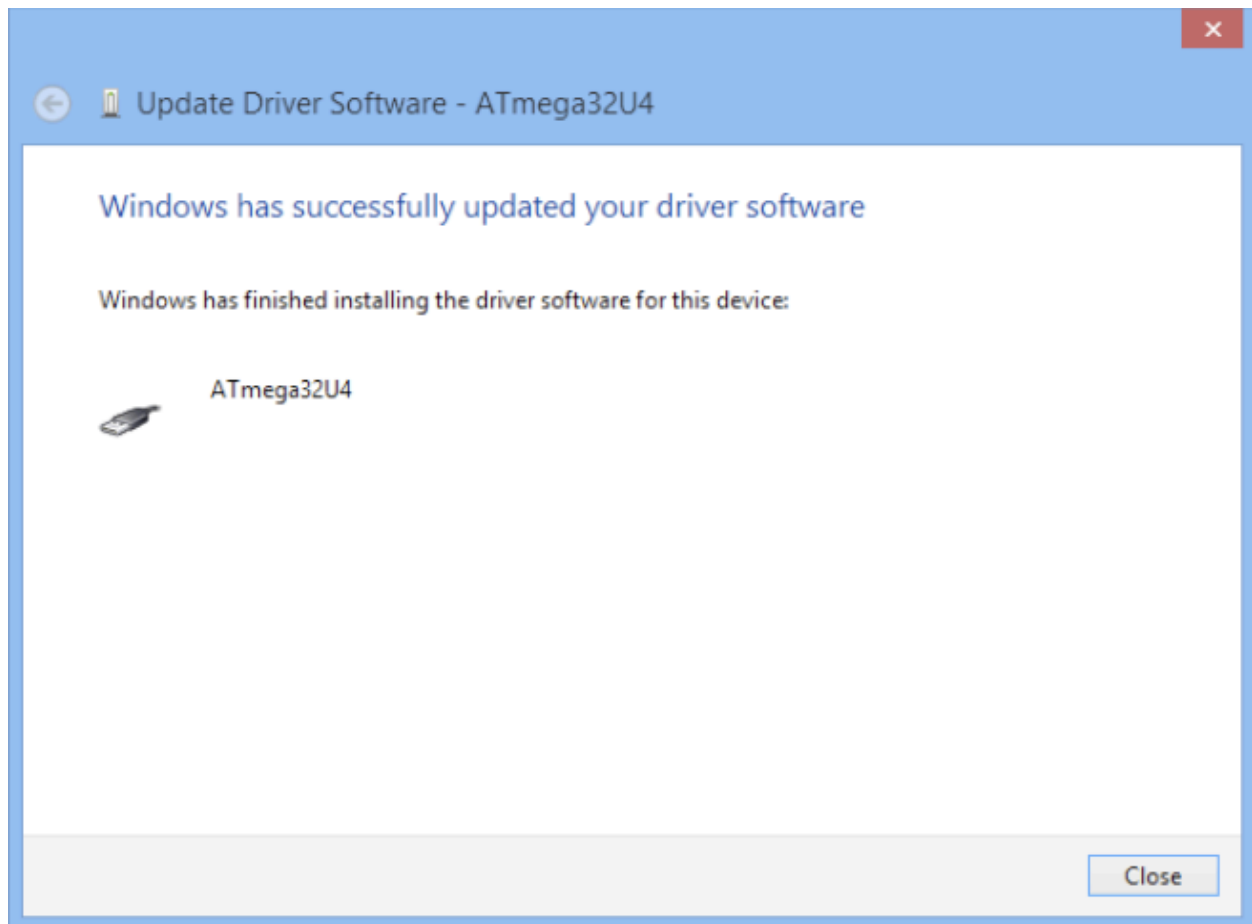 Update Driver Software - ATmega32U4
Windows has successfully updated your driver software
Windows has finished installing the driver software for this device:
ATmega32U4
Close